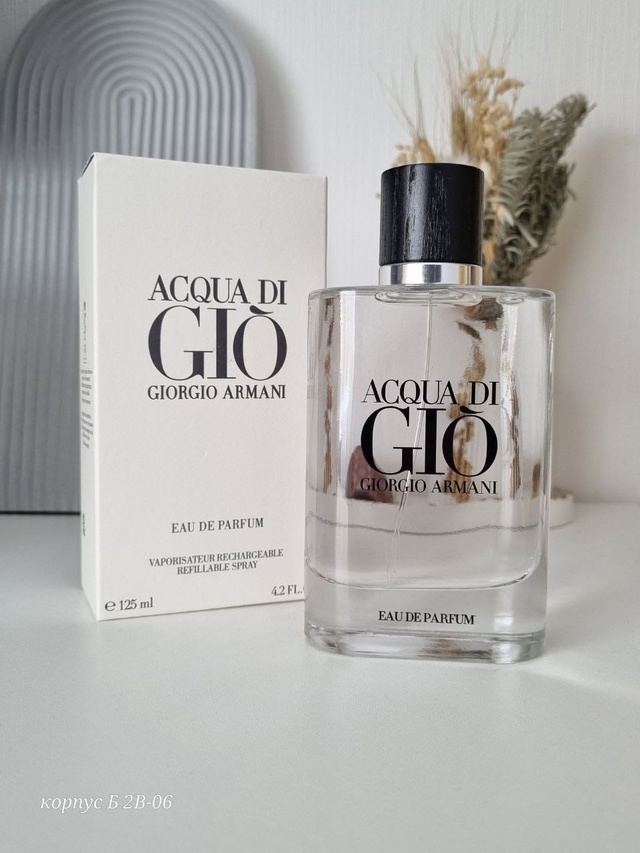 ACQUA DI
GIÒ
GIORGIO ARMANI
EAU DE PARFUM
VAPORISATEUR RECHARGEABLE
REFILLABLE SPRAY
℮ 125 ml
4.2 FL.
ACQUA DI
GIÒ
GIORGIO ARMANI
EAU DE PARFUM
корпус Б 2В-06